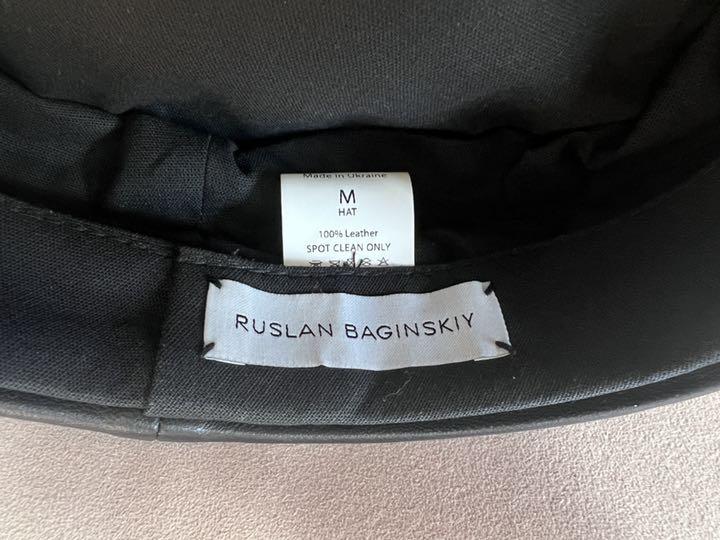 Made in Ukraine
M
HAT
100% Leather
SPOT CLEAN ONLY
RUSLAN BAGINSKIY